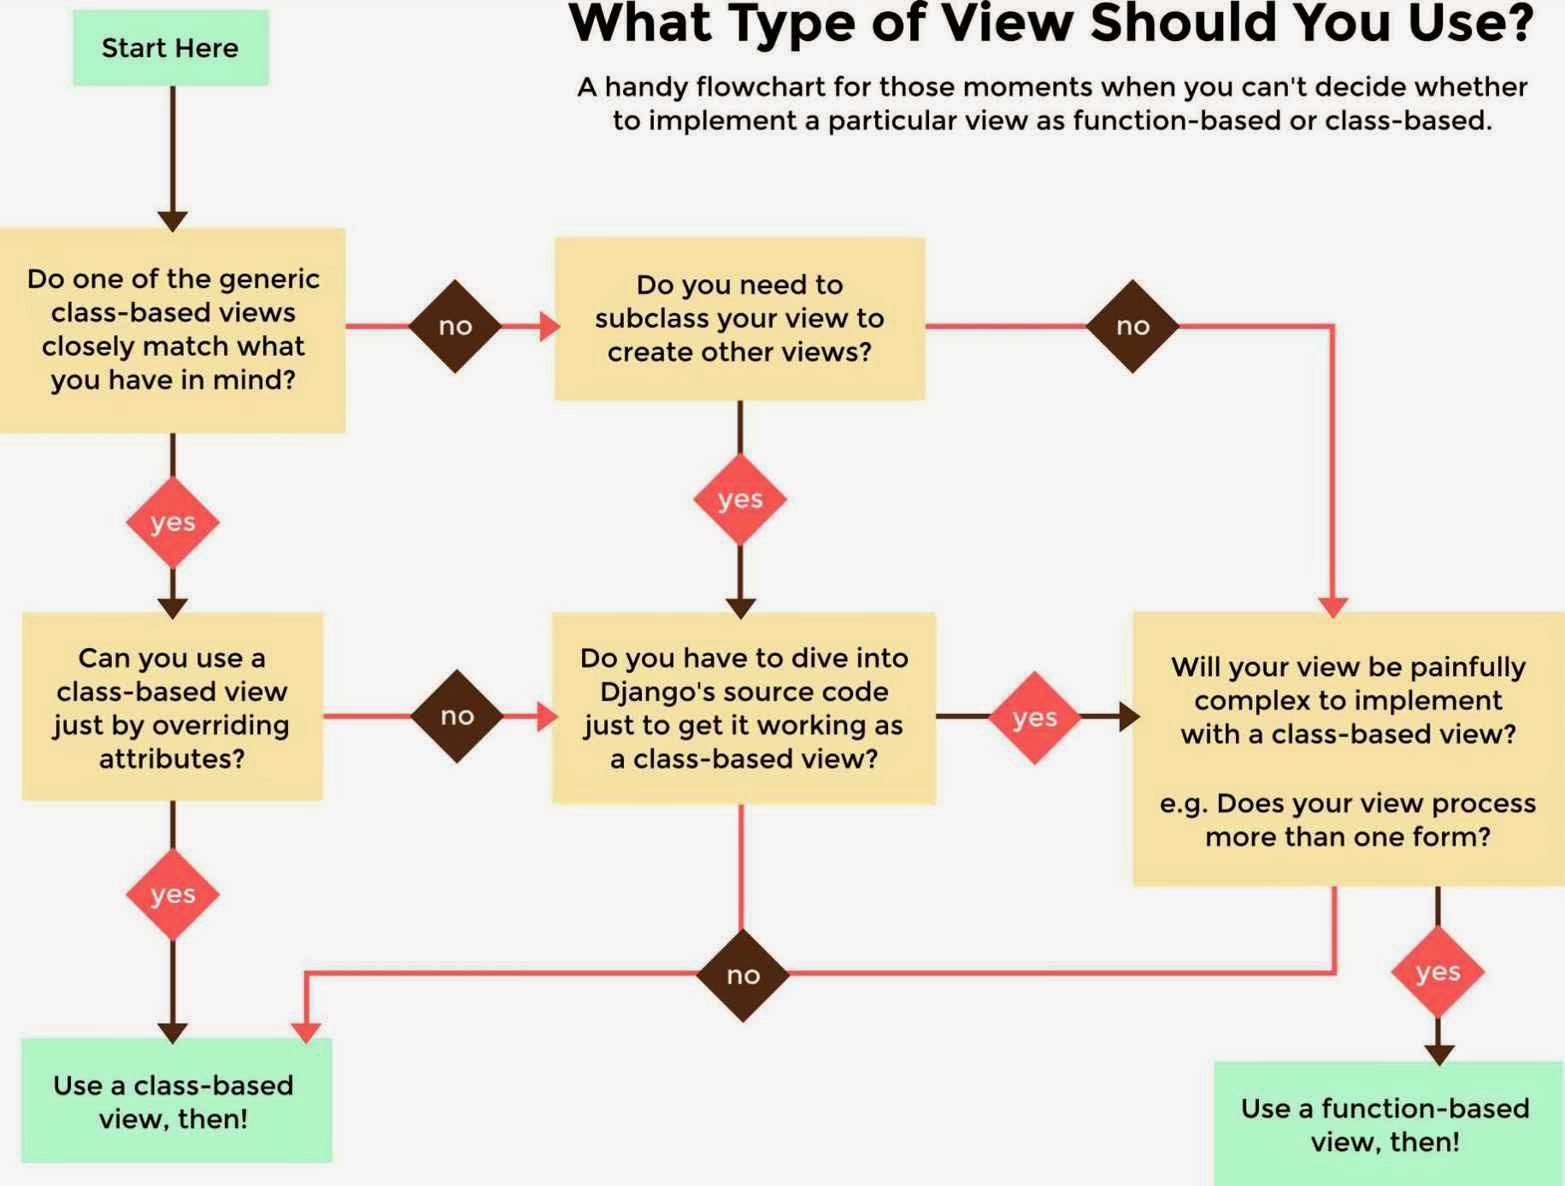 What Type of View Should You Use?
A handy flowchart for those moments when you can't decide whether
to implement a particular view as function-based or class-based.
Start Here
Do one of the generic
class-based views
closely match what
you have in mind?
no
Do you need to
subclass your view to
create other views?
no
yes
yes
Can you use a
class-based view
just by overriding
attributes?
no
Do you have to dive into
Django's source code
just to get it working as
a class-based view?
yes
Will your view be painfully
complex to implement
with a class-based view?
e.g. Does your view process
more than one form?
yes
no
yes
Use a class-based
view, then!
Use a function-based
view, then!